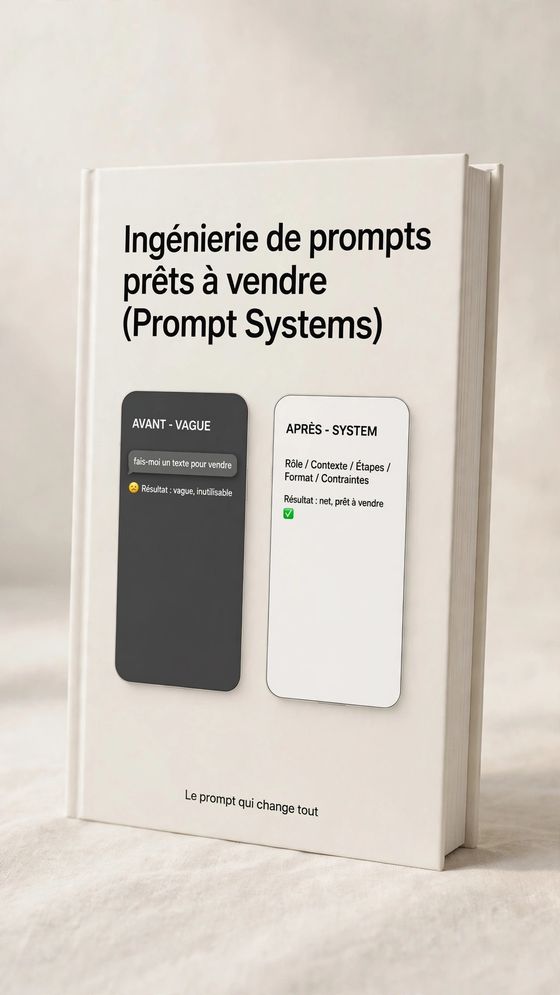 Ingénierie de prompts
prêts à vendre
(Prompt Systems)
AVANT - VAGUE
fais-moi un texte pour vendre
☹️ Résultat : vague, inutilisable
APRÈS - SYSTEM
Rôle / Contexte / Étapes /
Format / Contraintes
Résultat : net, prêt à vendre
✅
Le prompt qui change tout